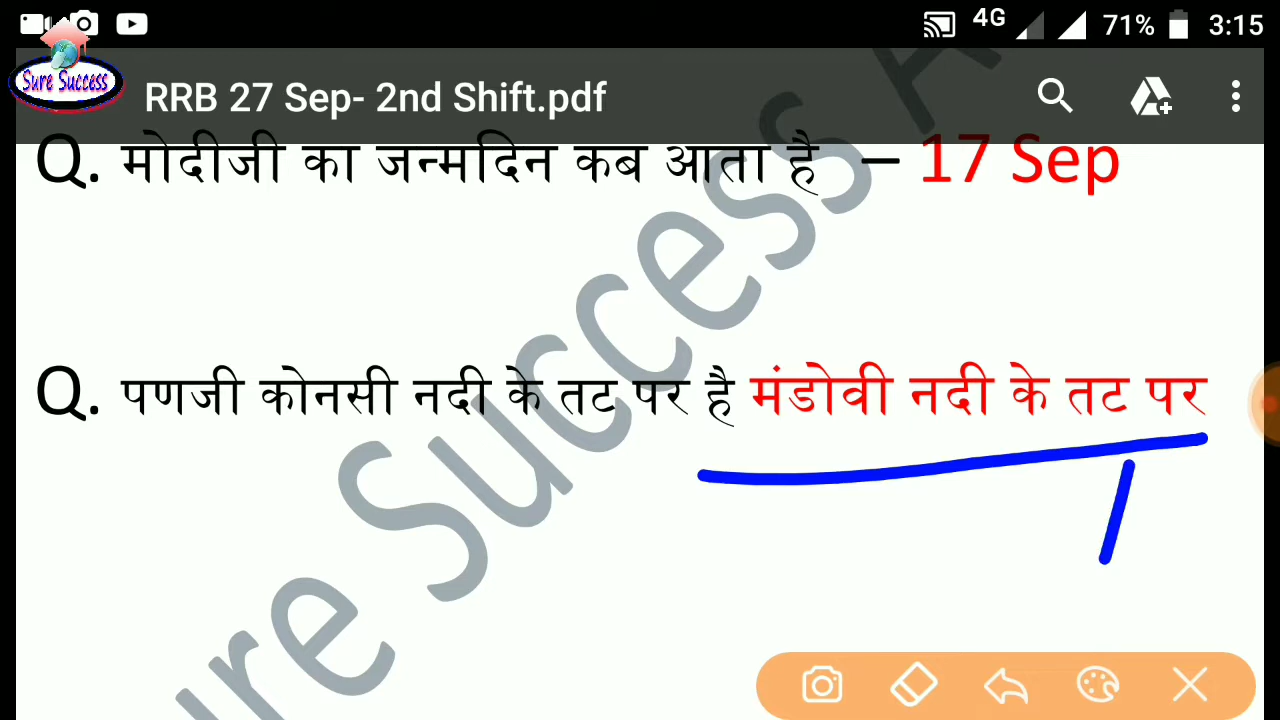 4G 71% 3:15
Sure Success
RRB 27 Sep- 2nd Shift.pdf
Q. मोदीजी का जन्मदिन कब आता है – 17 Sep
Q. पणजी कोनसी नदी के तट पर है मंडोवी नदी के तट पर
ure Success A